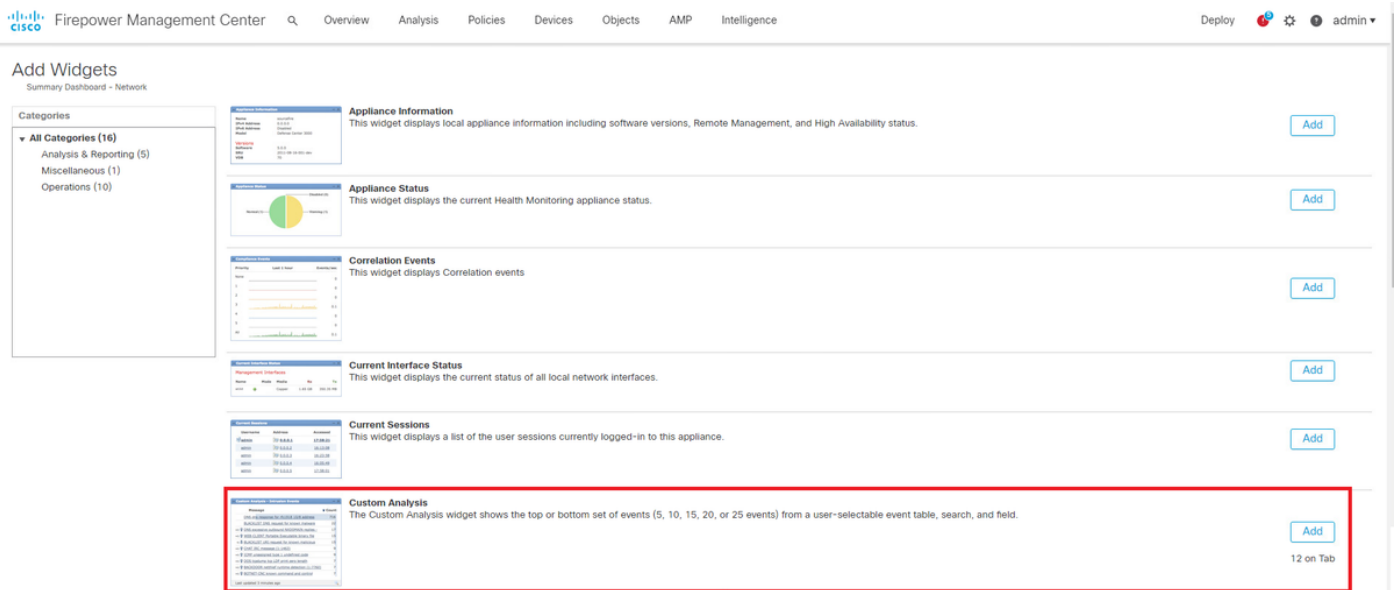 cisco Firepower Management Center Overview Analysis Policies Devices Objects AMP Intelligence Deploy admin
Add Widgets
Summary Dashboard - Network
Categories
All Categories (16)
Analysis & Reporting (5)
Miscellaneous (1)
Operations (10)
Appliance Information
This widget displays local appliance information including software versions, Remote Management, and High Availability status.
Add
Appliance Status
This widget displays the current Health Monitoring appliance status.
Add
Correlation Events
This widget displays Correlation events
Add
Current Interface Status
This widget displays the current status of all local network interfaces.
Add
Current Sessions
This widget displays a list of the user sessions currently logged-in to this appliance.
Add
Custom Analysis
The Custom Analysis widget shows the top or bottom set of events (5, 10, 15, 20, or 25 events) from a user-selectable event table, search, and field.
Add
12 on Tab